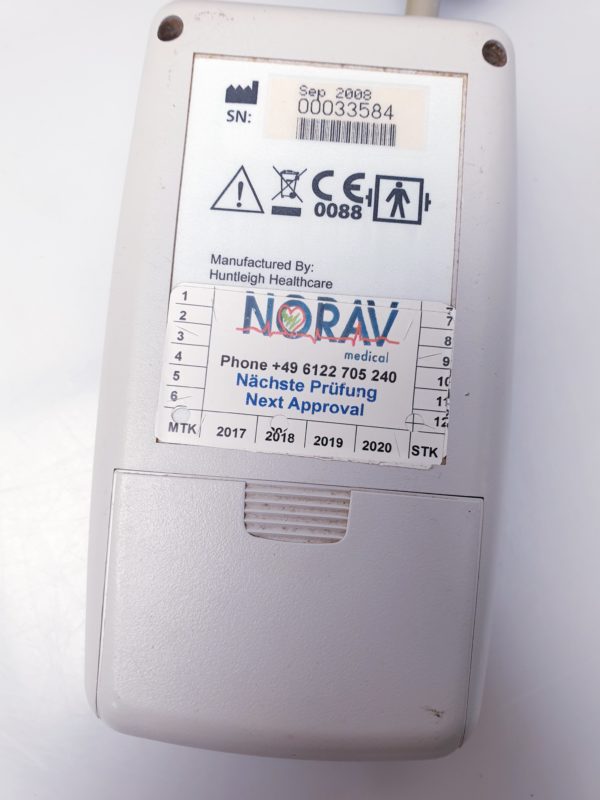 Sep 2008
SN: 00033584
CE
0088
Manufactured By:
Huntleigh Healthcare
NORAV
medical
Phone +49 6122 705 240
Nächste Prüfung
Next Approval
1
2
3
4
5
6
7
8
9
10
11
12
MTK 2017 2018 2019 2020 STK